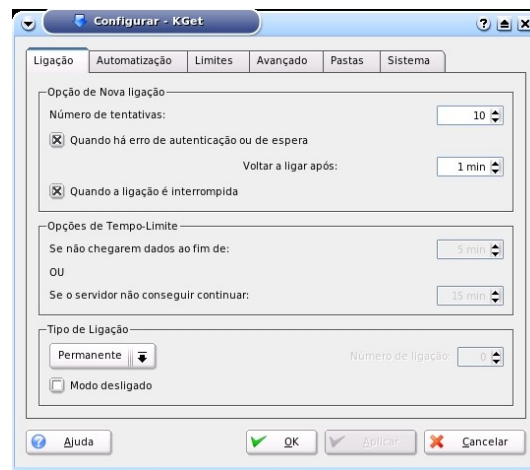 Configurar - KGet
Ligação Automatização Limites Avançado Pastas Sistema
Opção de Nova ligação
Número de tentativas: 10
Quando há erro de autenticação ou de espera
Voltar a ligar após: 1 min
Quando a ligação é interrompida
Opções de Tempo-Limite
Se não chegarem dados ao fim de: 5 min
OU
Se o servidor não conseguir continuar: 15 min
Tipo de Ligação
Permanente Número de ligação: 0
Modo desligado
Ajuda OK Aplicar Cancelar